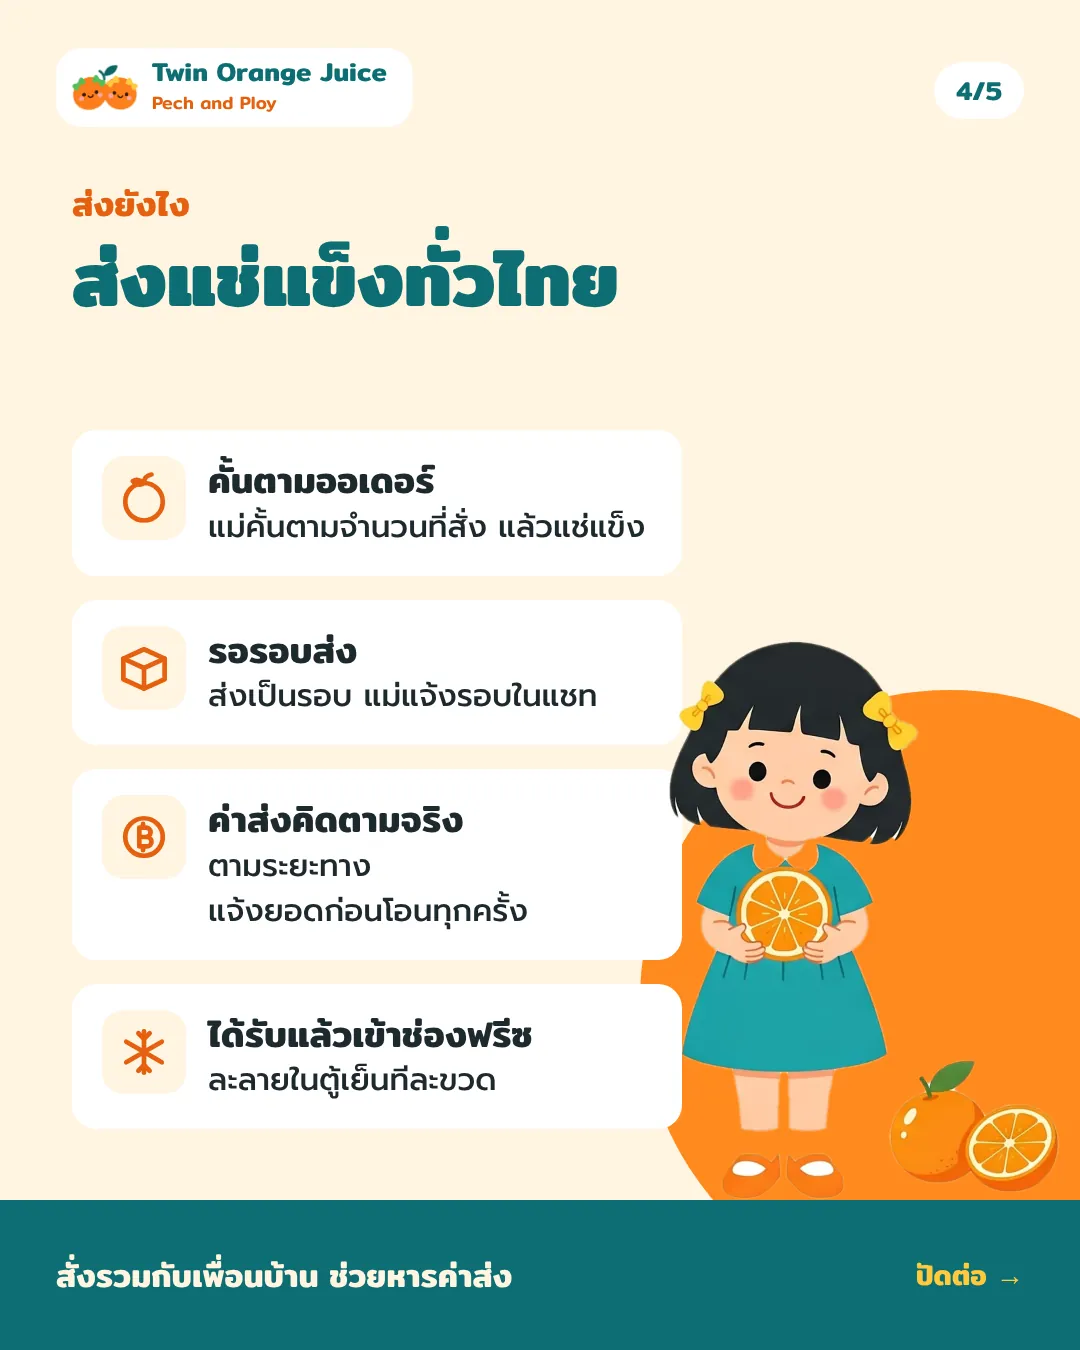 Twin Orange Juice
Pech and Ploy
4/5
ส่งยังไง
ส่งแช่แข็งทั่วไทย
คั้นตามออเดอร์
แม่คั้นตามจำนวนที่สั่ง แล้วแช่แข็ง
รอรอบส่ง
ส่งเป็นรอบ แม่แจ้งรอบในแชท
ค่าส่งคิดตามจริง
ตามระยะทาง
แจ้งยอดก่อนโอนทุกครั้ง
ได้รับแล้วเข้าช่องฟรีซ
ละลายในตู้เย็นทีละขวด
สั่งรวมกับเพื่อนบ้าน ช่วยหารค่าส่ง
ปัดต่อ →